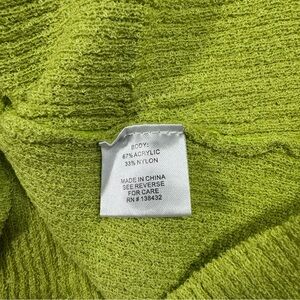 BODY:
67% ACRYLIC
33% NYLON
MADE IN CHINA
SEE REVERSE
FOR CARE
RN # 138432